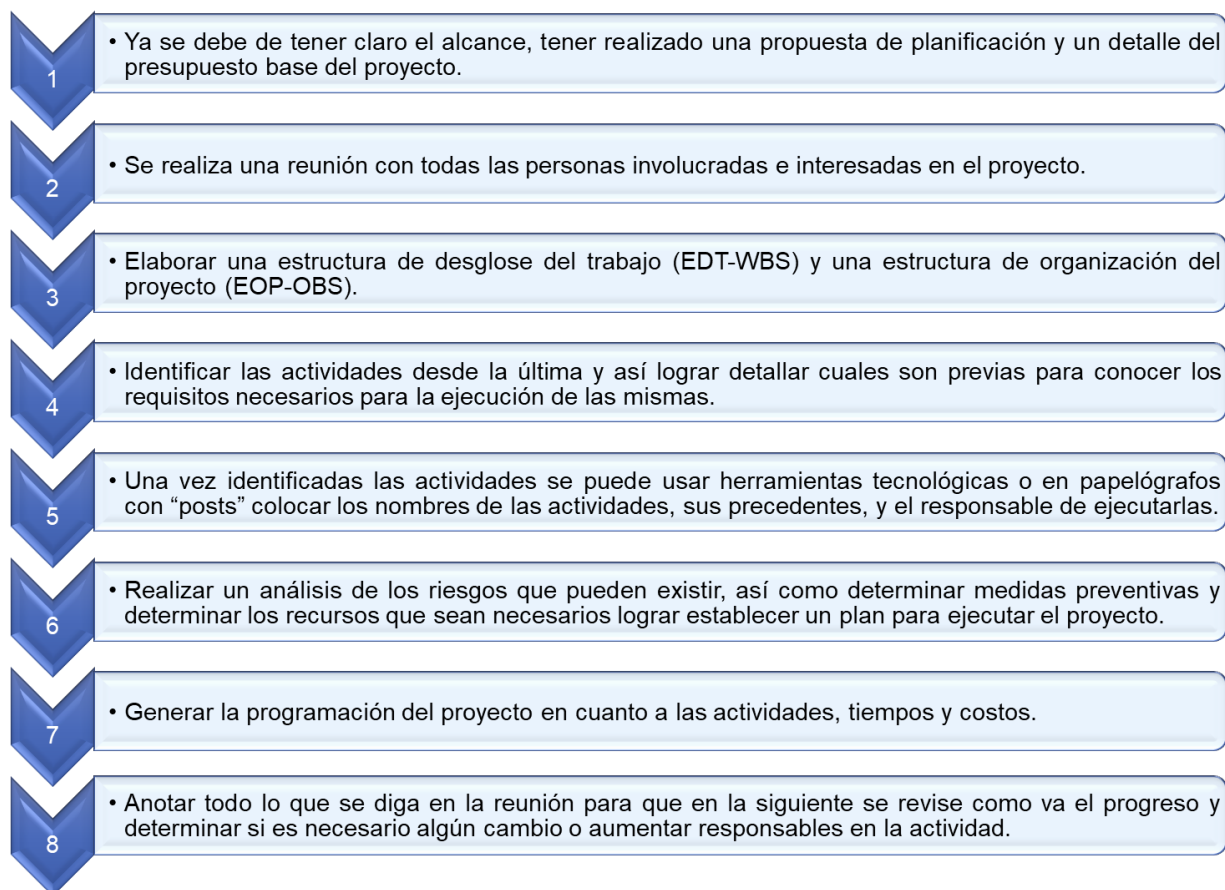 1
• Ya se debe de tener claro el alcance, tener realizado una propuesta de planificación y un detalle del
presupuesto base del proyecto.
2
• Se realiza una reunión con todas las personas involucradas e interesadas en el proyecto.
3
• Elaborar una estructura de desglose del trabajo (EDT-WBS) y una estructura de organización del
proyecto (EOP-OBS).
4
• Identificar las actividades desde la última y así lograr detallar cuales son previas para conocer los
requisitos necesarios para la ejecución de las mismas.
5
• Una vez identificadas las actividades se puede usar herramientas tecnológicas o en papelógrafos
con “posts” colocar los nombres de las actividades, sus precedentes, y el responsable de ejecutarlas.
6
• Realizar un análisis de los riesgos que pueden existir, así como determinar medidas preventivas y
determinar los recursos que sean necesarios lograr establecer un plan para ejecutar el proyecto.
7
• Generar la programación del proyecto en cuanto a las actividades, tiempos y costos.
8
• Anotar todo lo que se diga en la reunión para que en la siguiente se revise como va el progreso y
determinar si es necesario algún cambio o aumentar responsables en la actividad.